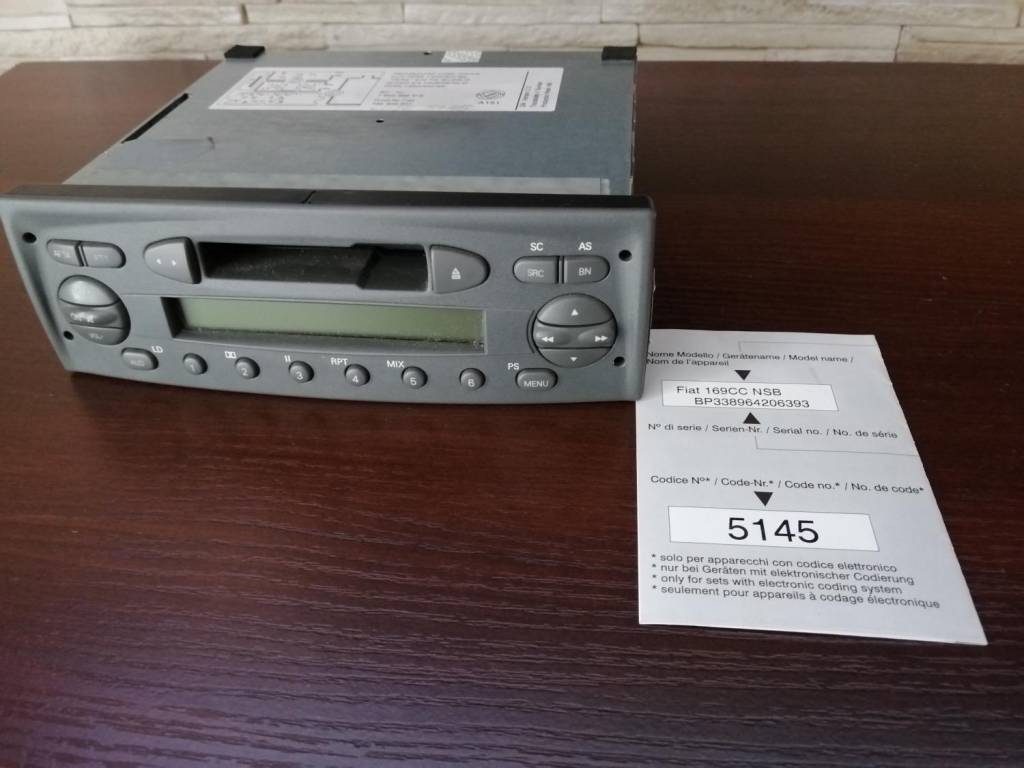 A151
SC
AS
SRC
BN
LD
RPT
MIX
PS
1
2
3
4
5
6
MENU
Nome Modello / Gerätename / Model name /
Nom de l'appareil
Fiat 169CC NSB
BP338964206393
Nº di serie / Serien-Nr. / Serial no. / No. de série
Codice Nº* / Code-Nr.* / Code no.* / No. de code*
5145
* solo per apparecchi con codice elettronico
* nur bei Geräten mit elektronischer Codierung
* only for sets with electronic coding system
* seulement pour appareils à codage électronique